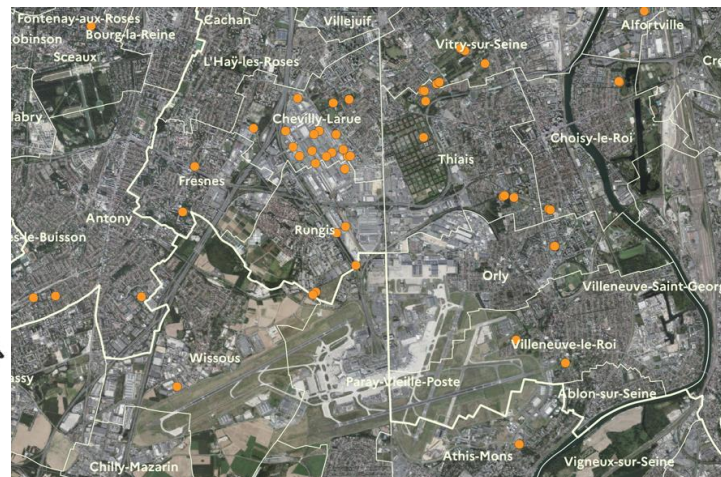 Fontenay-aux-Roses
Cachan
Villejuif
Alfortville
obinson
Bourg-la-Reine
Vitry-sur-Seine
Sceaux
L'Haÿ-les-Roses
Cré
labry
Chevilly-Larue
Choisy-le-Roi
Thiais
Fresnes
Antony
Rungis
es-le-Buisson
Orly
Villeneuve-Saint-Georg
Villeneuve-le-Roi
Wissous
assy
Paray-Vieille-Poste
Ablon-sur-Seine
Athis-Mons
Vigneux-sur-Seine
Chilly-Mazarin